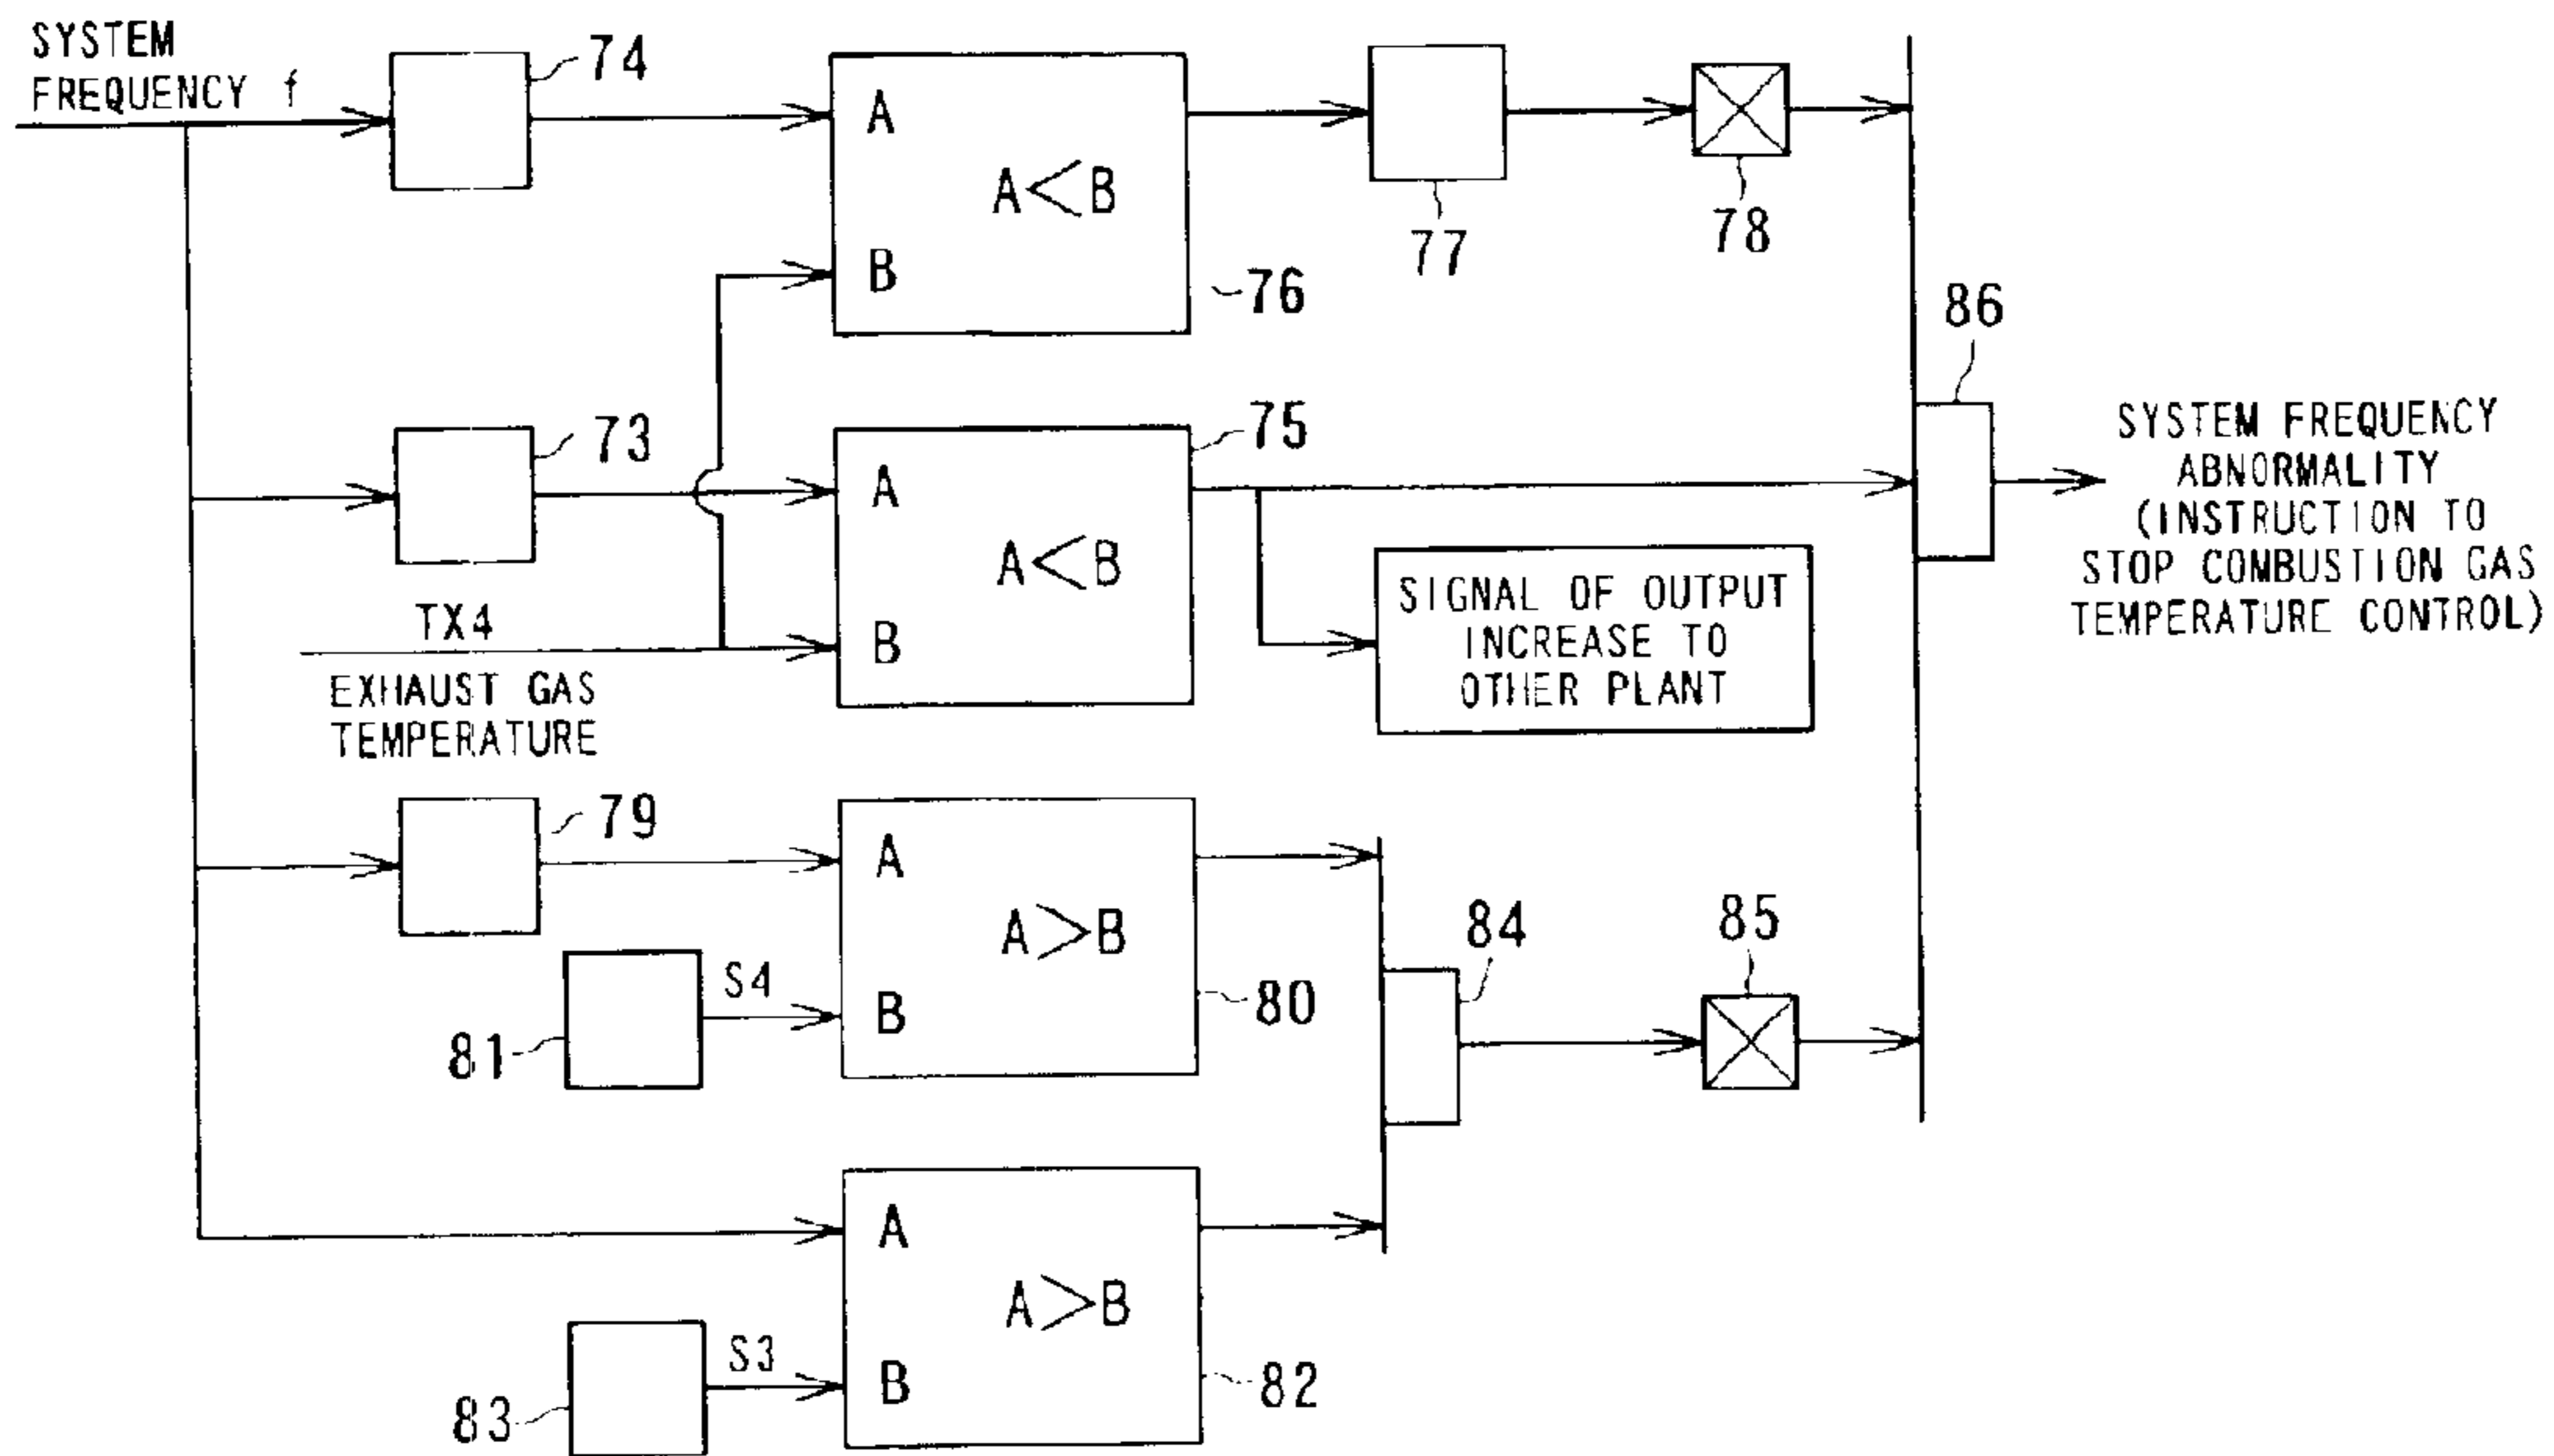 SYSTEM
FREQUENCY f
74
A
A<B
B
76
77
78
86
73
75
A
A<B
B
TX4
EXHAUST GAS
TEMPERATURE
SIGNAL OF OUTPUT
INCREASE TO
OTHER PLANT
SYSTEM FREQUENCY
ABNORMALITY
(INSTRUCTION TO
STOP COMBUSTION GAS
TEMPERATURE CONTROL)
79
A
A>B
B
80
81
S4
84
85
A
A>B
B
82
83
S3